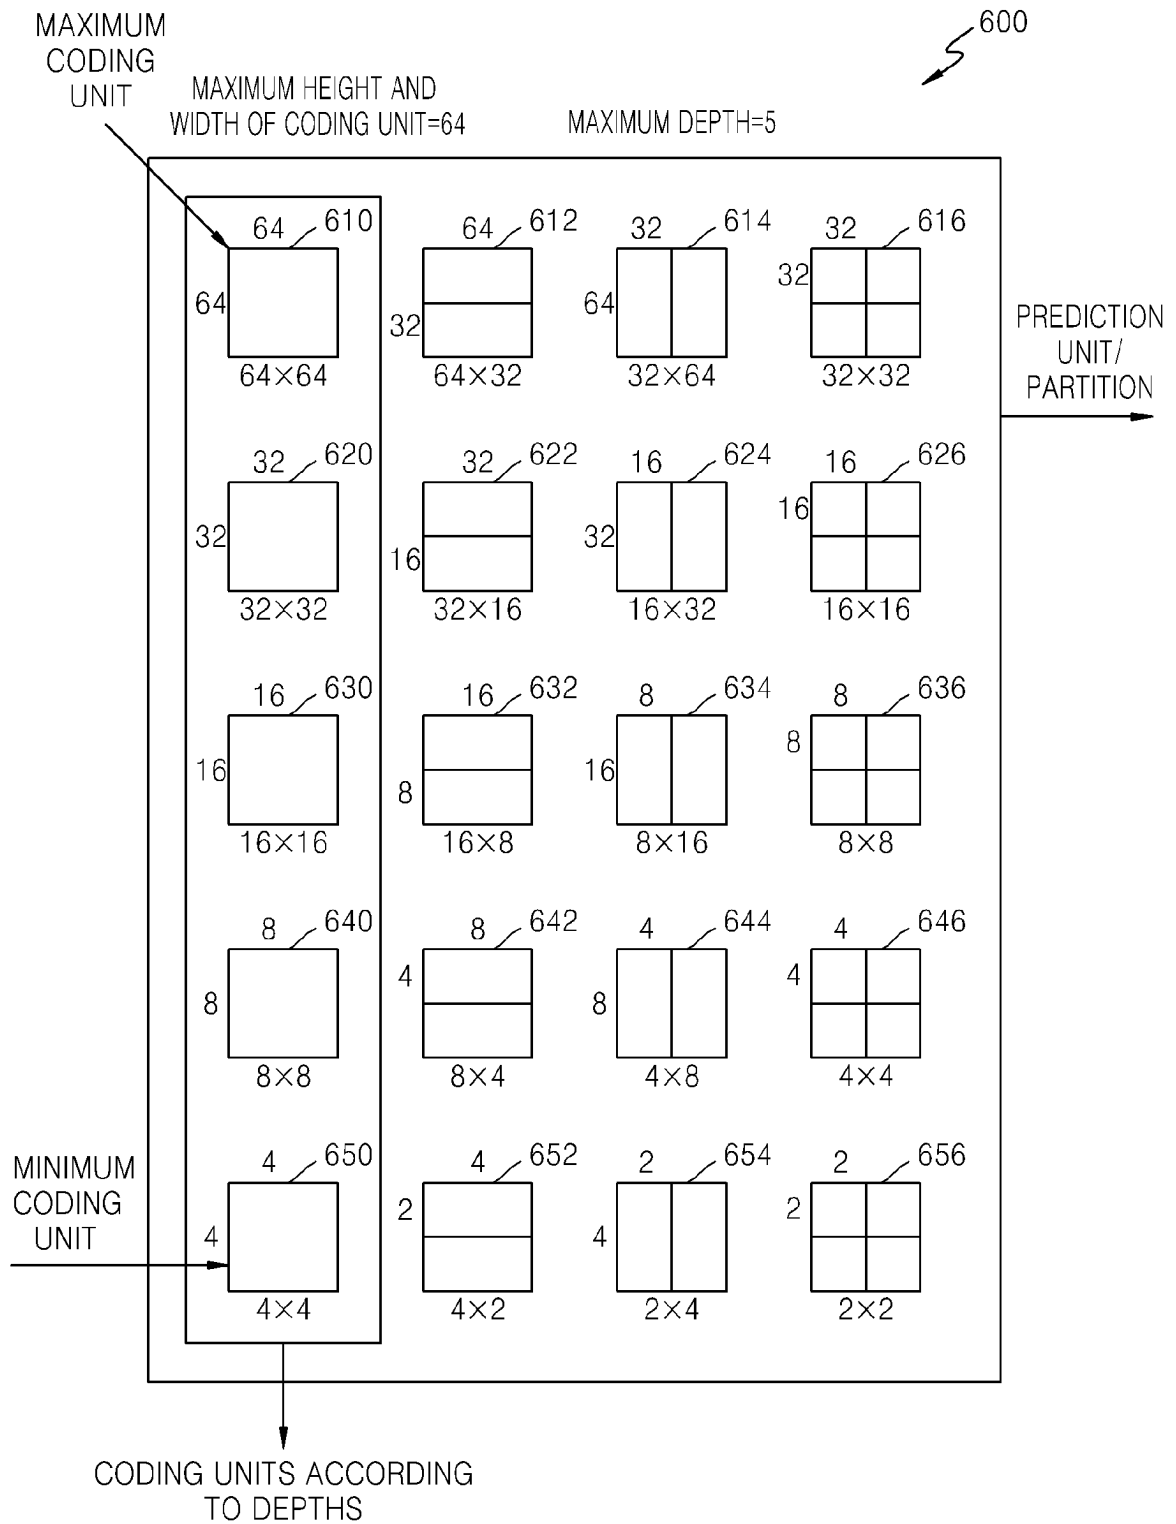 600
MAXIMUM
CODING
UNIT
MAXIMUM HEIGHT AND
WIDTH OF CODING UNIT=64
MAXIMUM DEPTH=5
64 610 64 612 32 614 32 616
64 32 64 32
64×64 64×32 32×64 32×32
PREDICTION
UNIT/
PARTITION
32 620 32 622 16 624 16 626
32 16 32 16
32×32 32×16 16×32 16×16
16 630 16 632 8 634 8 636
16 8 16 8
16×16 16×8 8×16 8×8
8 640 8 642 4 644 4 646
8 4 8 4
8×8 8×4 4×8 4×4
MINIMUM
CODING
UNIT
4 650 4 652 2 654 2 656
4 2 4 2
4×4 4×2 2×4 2×2
CODING UNITS ACCORDING
TO DEPTHS